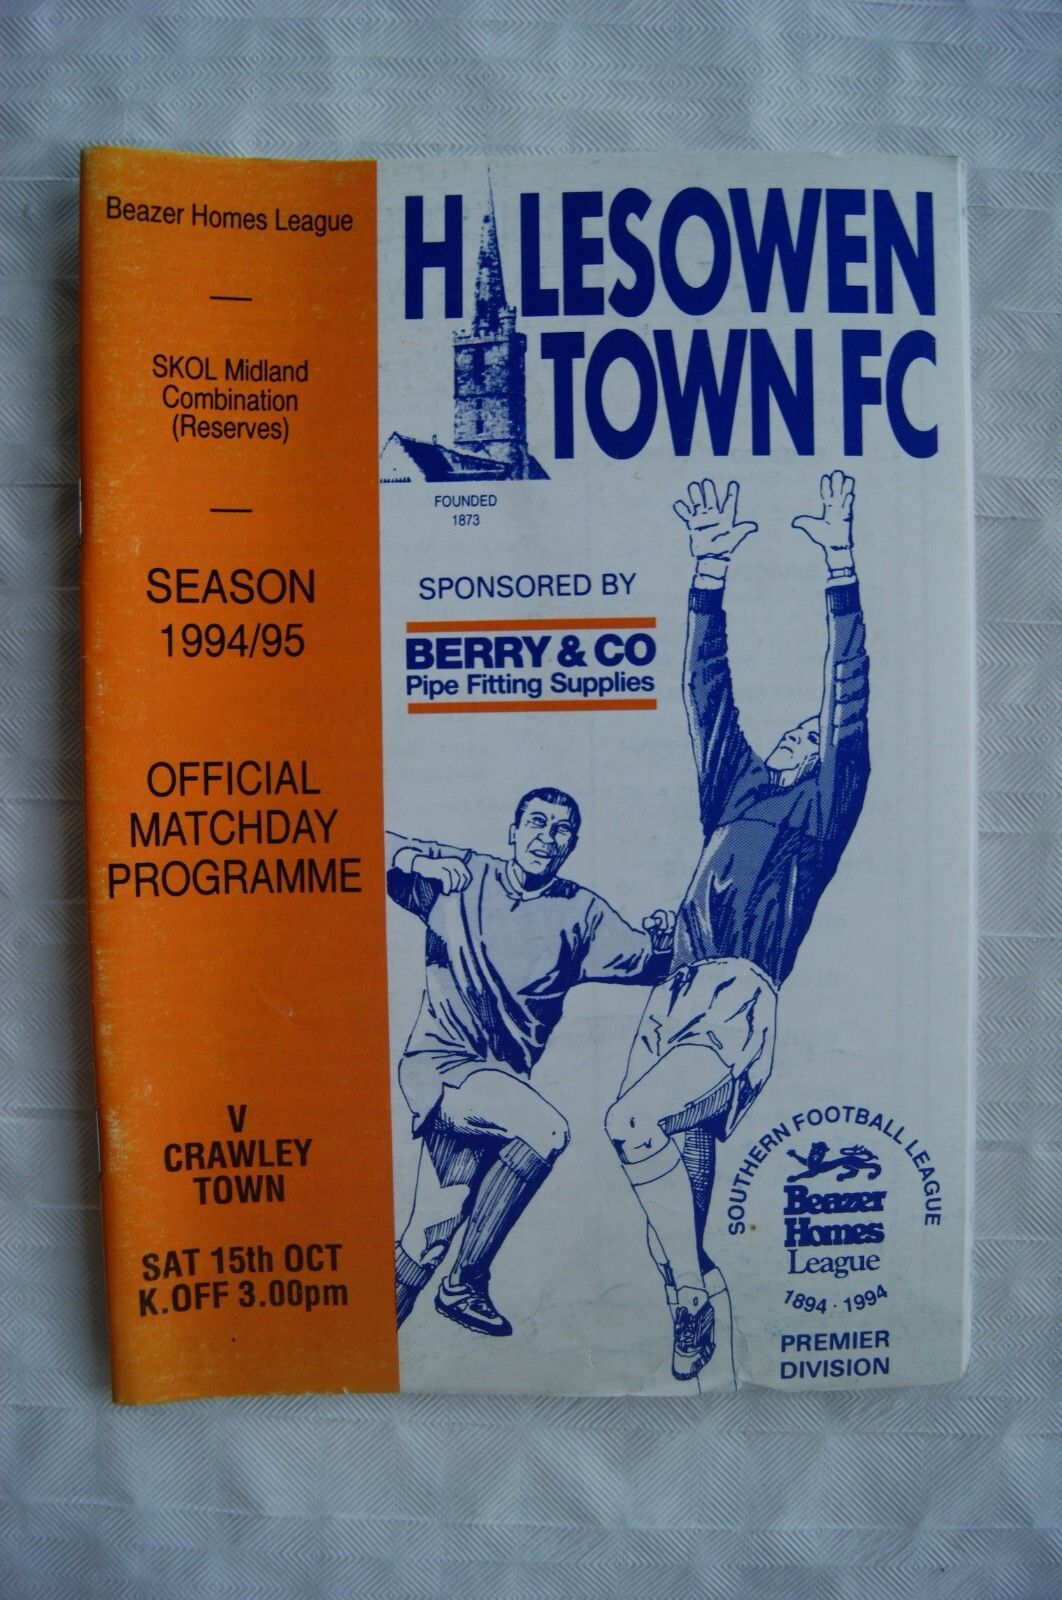 Beazer Homes League
SKOL Midland
Combination
(Reserves)
SEASON
1994/95
OFFICIAL
MATCHDAY
PROGRAMME
V
CRAWLEY
TOWN
SAT 15th OCT
K.OFF 3.00pm
H LESOWEN
TOWN FC
FOUNDED
1873
SPONSORED BY
BERRY & CO
Pipe Fitting Supplies
SOUTHERN FOOTBALL LEAGUE
Beazer
Homes
League
1894 · 1994
PREMIER
DIVISION